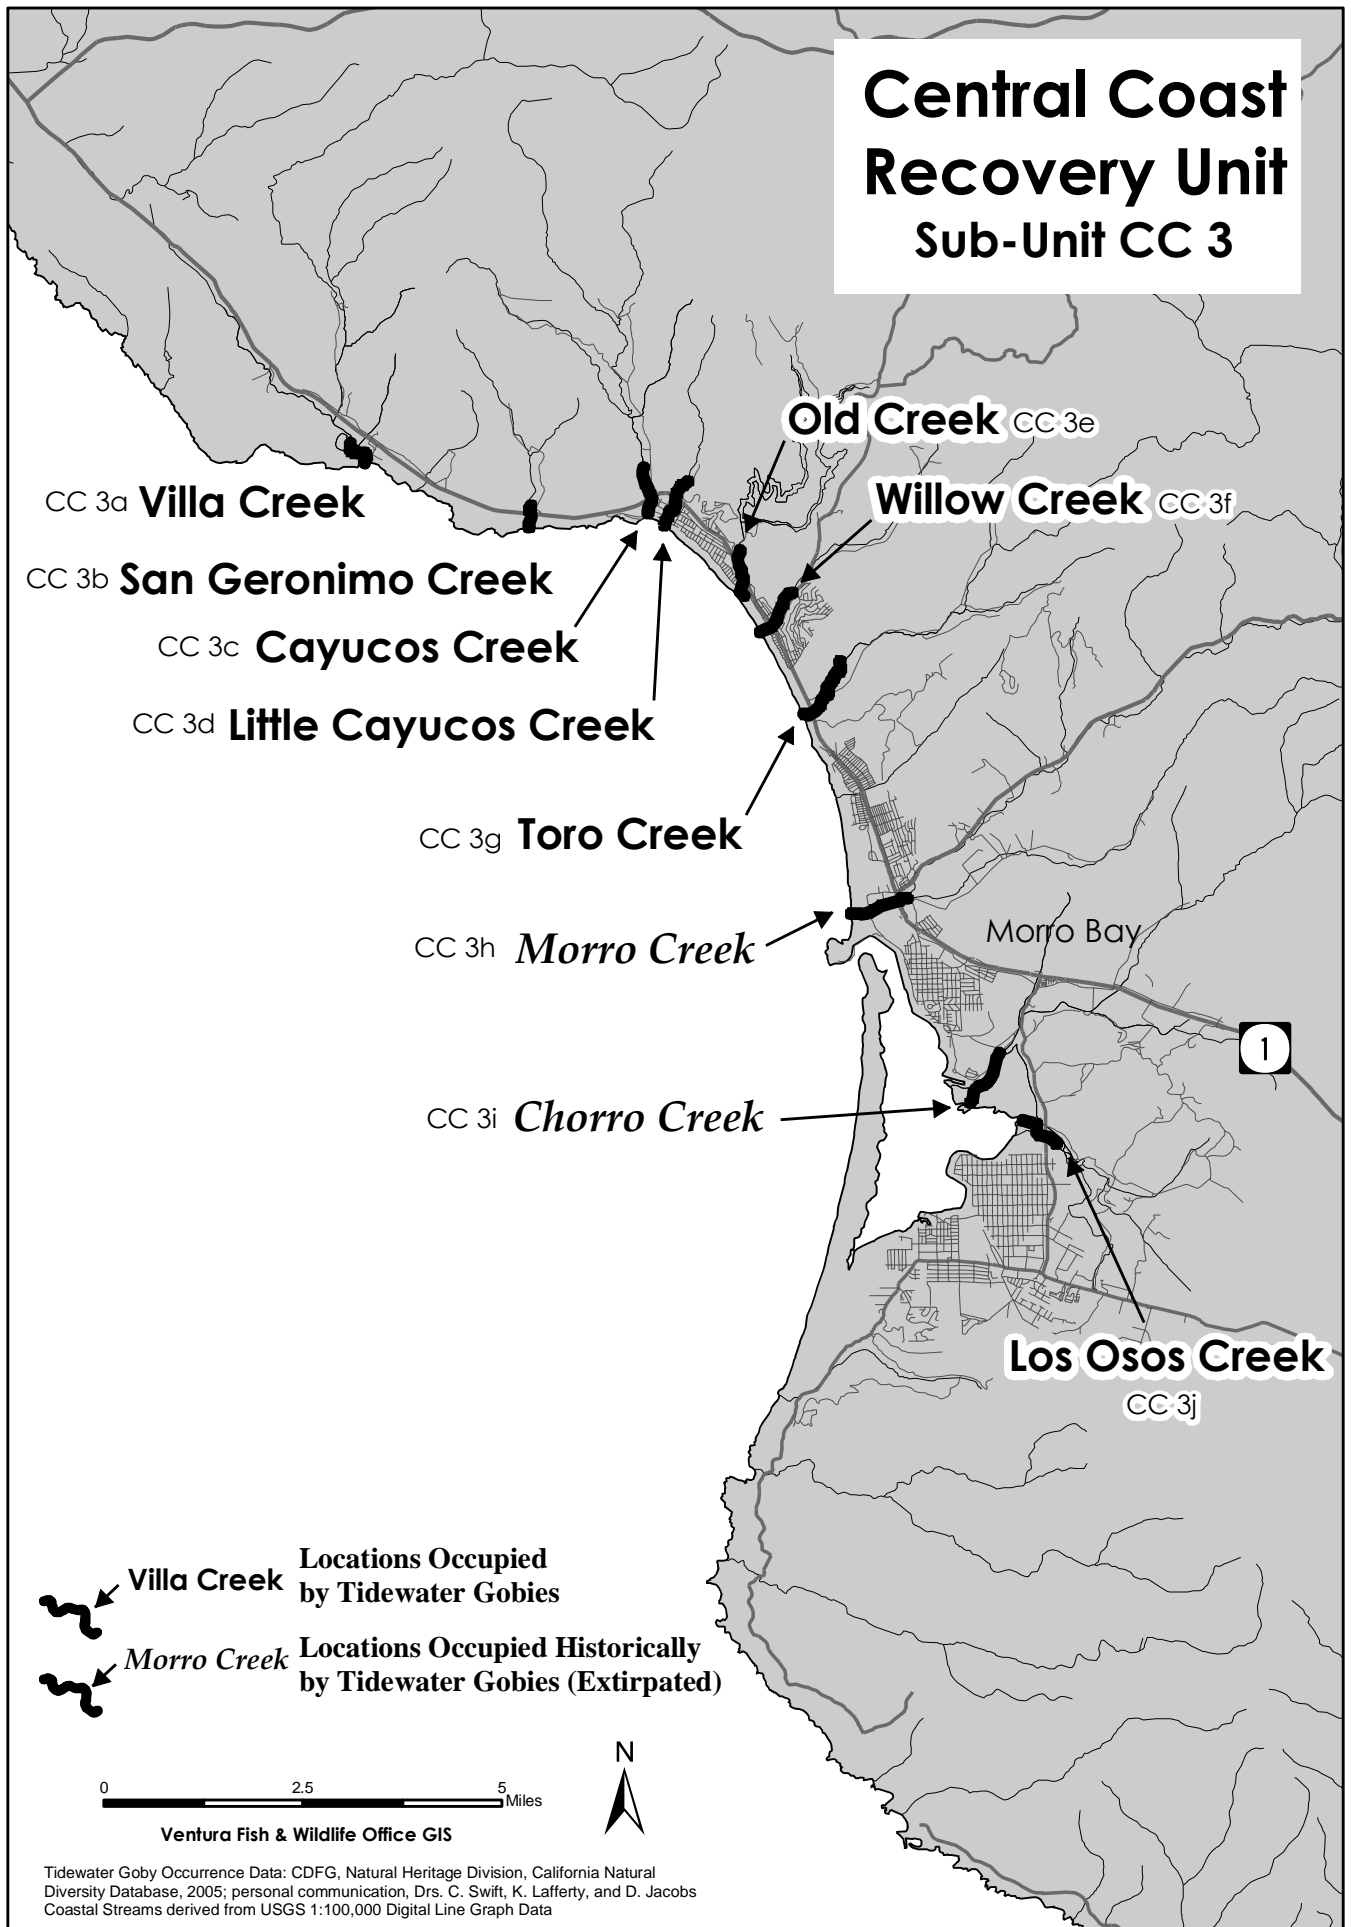 Central Coast
Recovery Unit
Sub-Unit CC 3
Old Creek CC 3e
Willow Creek CC 3f
CC 3a Villa Creek
CC 3b San Geronimo Creek
CC 3c Cayucos Creek
CC 3d Little Cayucos Creek
CC 3g Toro Creek
CC 3h Morro Creek
Morro Bay
1
CC 3i Chorro Creek
Los Osos Creek
CC 3j
Villa Creek
Locations Occupied
by Tidewater Gobies
Morro Creek
Locations Occupied Historically
by Tidewater Gobies (Extirpated)
N
0 2.5 5
Miles
Ventura Fish & Wildlife Office GIS
Tidewater Goby Occurrence Data: CDFG, Natural Heritage Division, California Natural
Diversity Database, 2005; personal communication, Drs. C. Swift, K. Lafferty, and D. Jacobs
Coastal Streams derived from USGS 1:100,000 Digital Line Graph Data